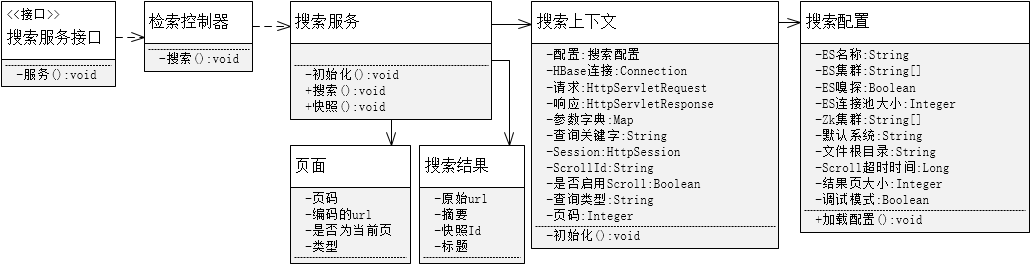 <<接口>>
搜索服务接口
-服务():void
检索控制器
-搜索():void
搜索服务
-初始化():void
+搜索():void
+快照():void
页面
-页码
-编码的url
-是否为当前页
-类型
搜索结果
-原始url
-摘要
-快照Id
-标题
搜索上下文
-配置:搜索配置
-HBase连接:Connection
-请求:HttpServletRequest
-响应:HttpServletResponse
-参数字典:Map
-查询关键字:String
-Session:HttpSession
-ScrollId:String
-是否启用Scroll:Boolean
-查询类型:String
-页码:Integer
-初始化():void
搜索配置
-ES名称:String
-ES集群:String[]
-ES嗅探:Boolean
-ES连接池大小:Integer
-Zk集群:String[]
-默认系统:String
-文件根目录:String
-Scroll超时时间:Long
-结果页大小:Integer
-调试模式:Boolean
+加载配置():void